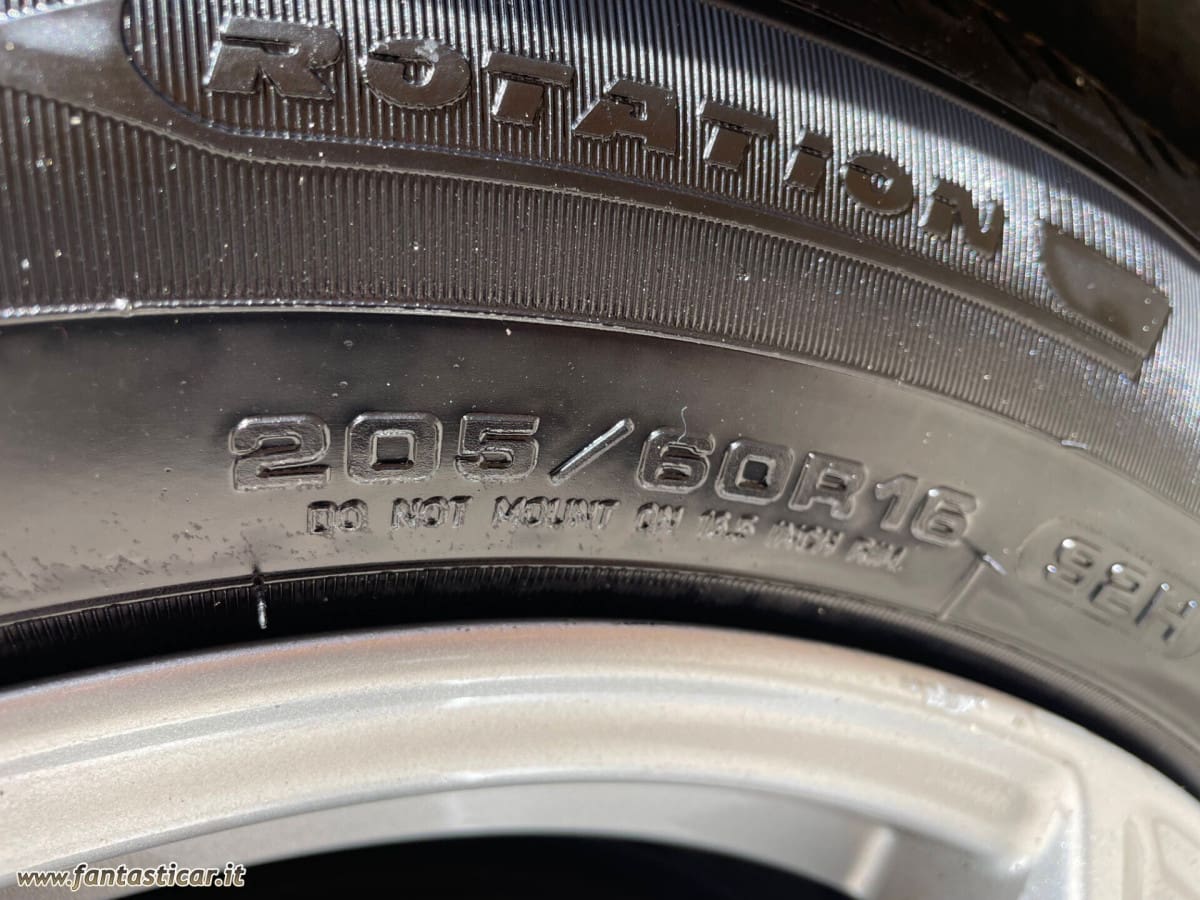 ROTATION
205/60R16
DO NOT MOUNT ON 16.5 INCH RIM.
92H
www.fantasticar.it